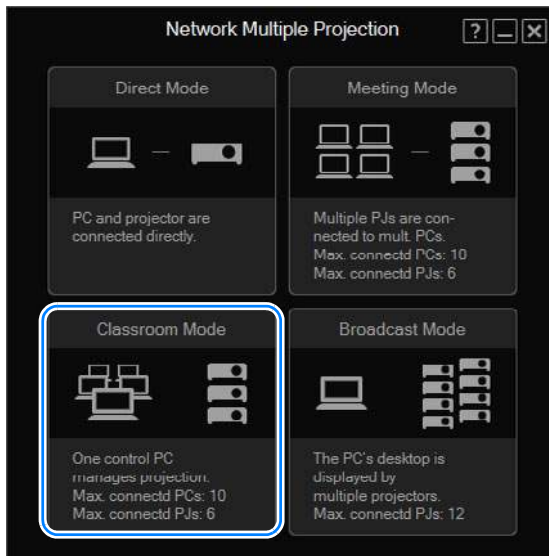 Network Multiple Projection
?
Direct Mode
PC and projector are
connected directly.
Meeting Mode
Multiple PJs are con-
nected to mult. PCs.
Max. connectd PCs: 10
Max. connectd PJs: 6
Classroom Mode
One control PC
manages projection.
Max. connectd PCs: 10
Max. connectd PJs: 6
Broadcast Mode
The PC's desktop is
displayed by
multiple projectors.
Max. connectd PJs: 12